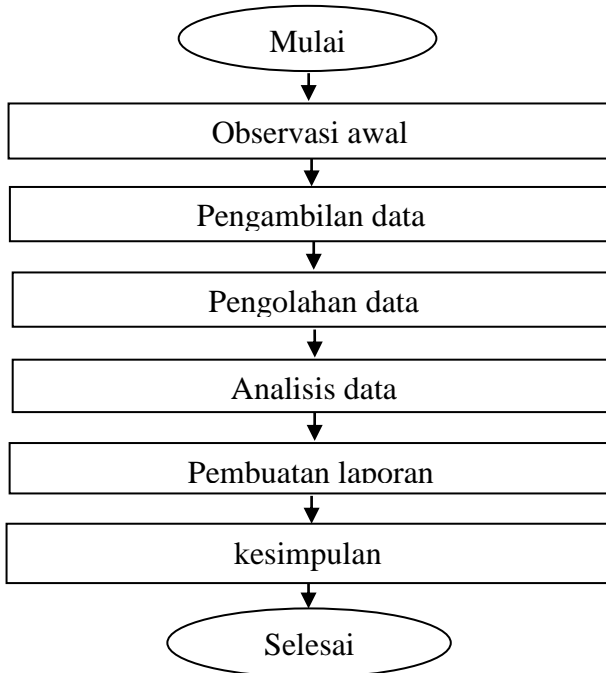 Mulai
Observasi awal
Pengambilan data
Pengolahan data
Analisis data
Pembuatan laporan
kesimpulan
Selesai